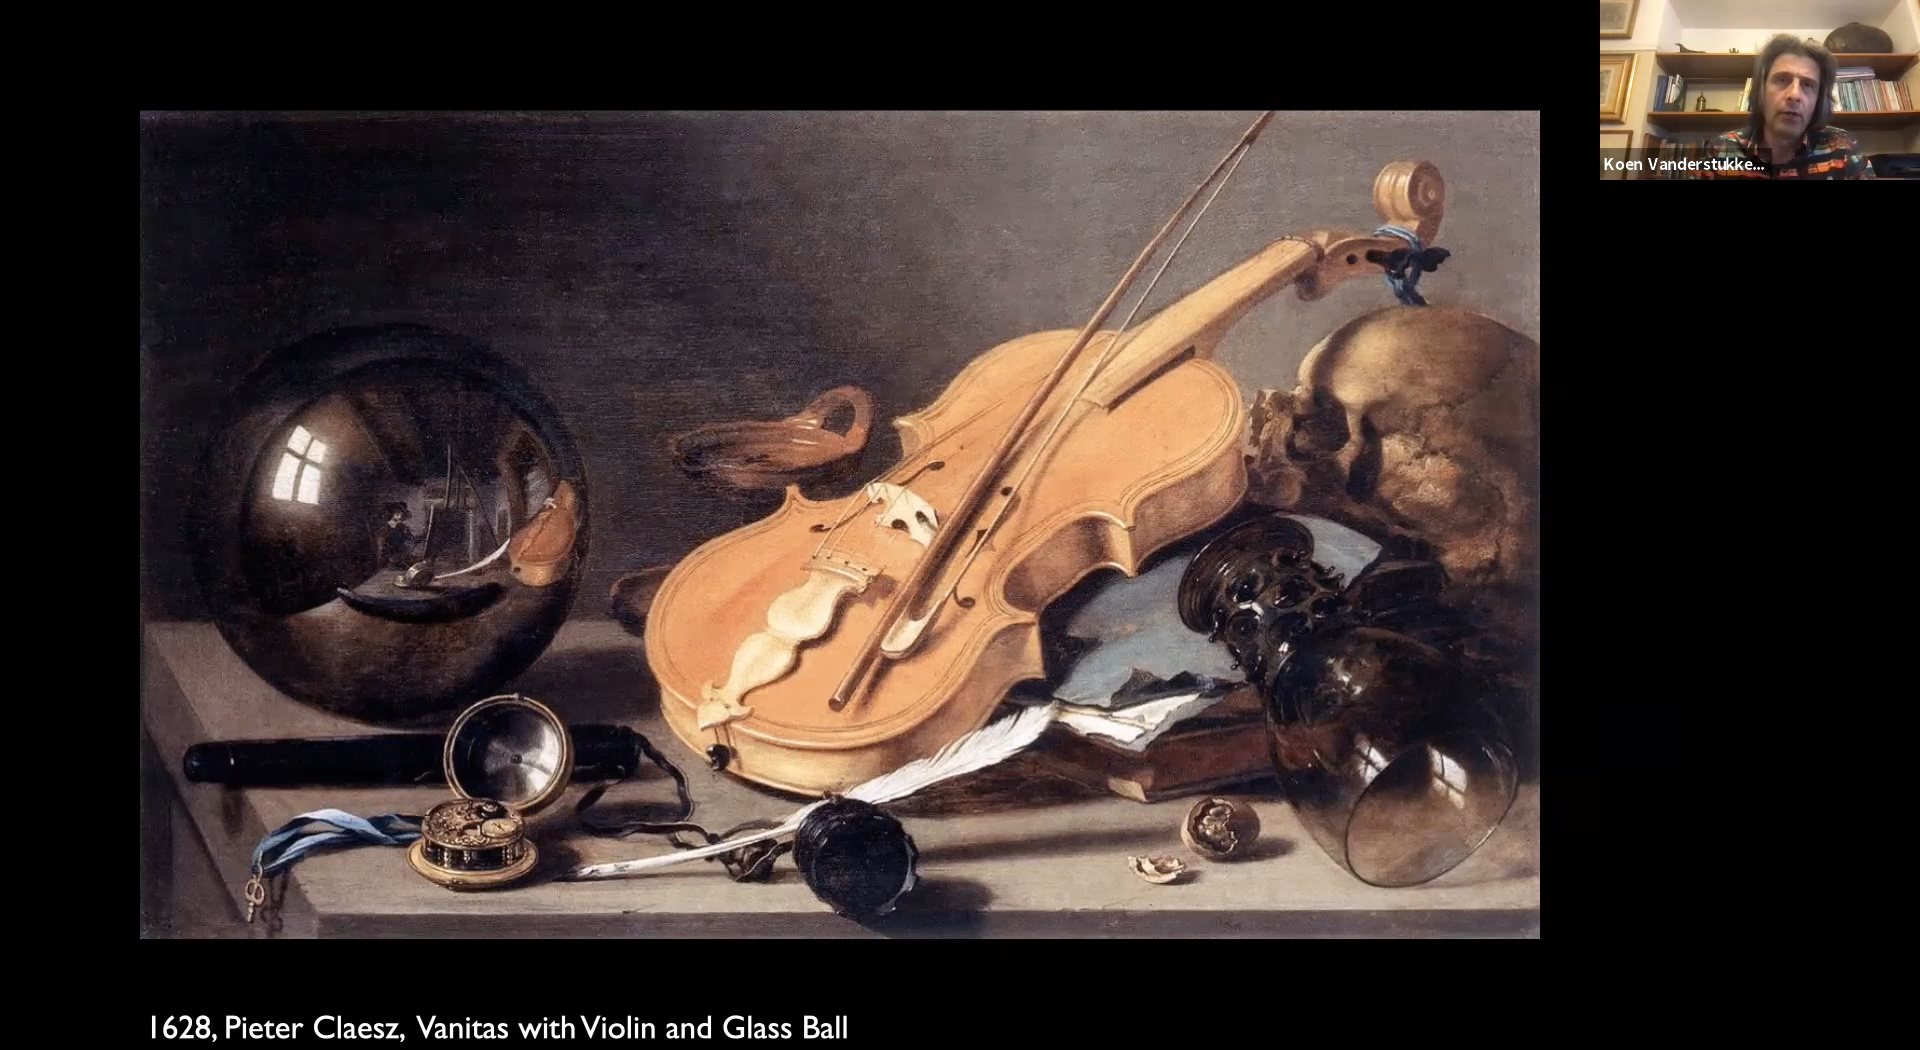 Koen Vanderstukke...
1628, Pieter Claesz, Vanitas with Violin and Glass Ball